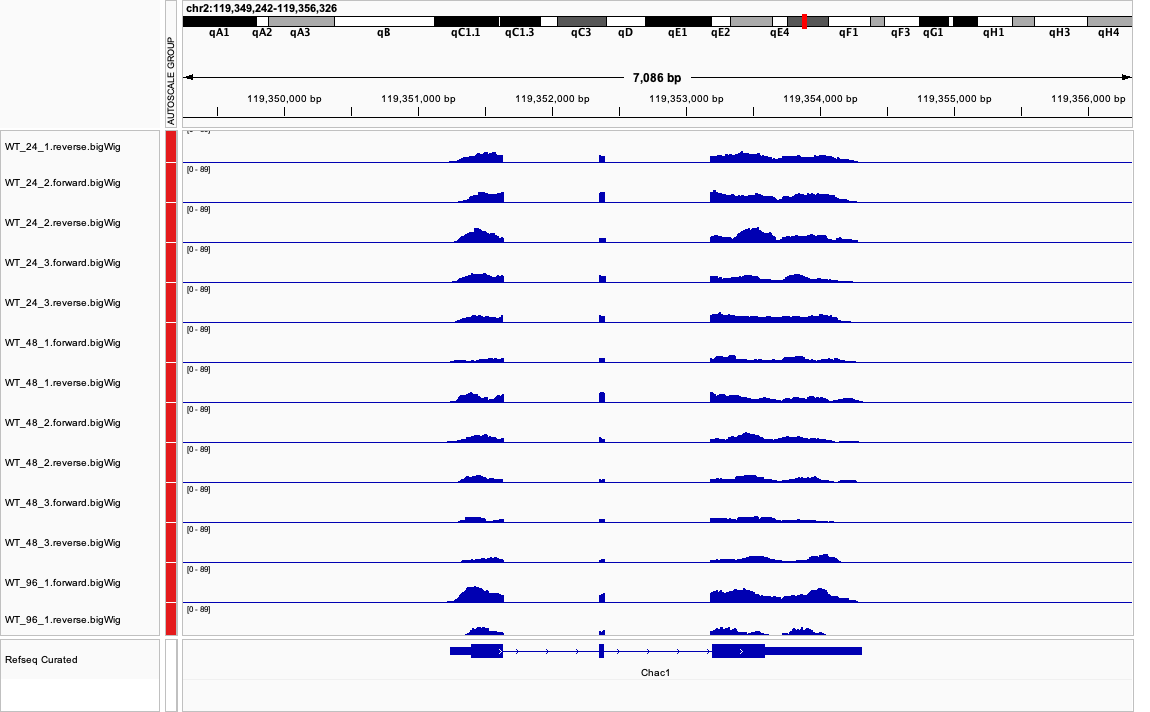 chr2:119,349,242-119,356,326
qA1 qA2 qA3 qB qC1.1 qC1.3 qC3 qD qE1 qE2 qE4 qF1 qF3 qG1 qH1 qH3 qH4
AUTOSCALE GROUP
7,086 bp
119,350,000 bp 119,351,000 bp 119,352,000 bp 119,353,000 bp 119,354,000 bp 119,355,000 bp 119,356,000 bp
WT_24_1.reverse.bigWig
[0 - 89]
WT_24_2.forward.bigWig
[0 - 89]
WT_24_2.reverse.bigWig
[0 - 89]
WT_24_3.forward.bigWig
[0 - 89]
WT_24_3.reverse.bigWig
[0 - 89]
WT_48_1.forward.bigWig
[0 - 89]
WT_48_1.reverse.bigWig
[0 - 89]
WT_48_2.forward.bigWig
[0 - 89]
WT_48_2.reverse.bigWig
[0 - 89]
WT_48_3.forward.bigWig
[0 - 89]
WT_48_3.reverse.bigWig
[0 - 89]
WT_96_1.forward.bigWig
[0 - 89]
WT_96_1.reverse.bigWig
Refseq Curated
Chac1